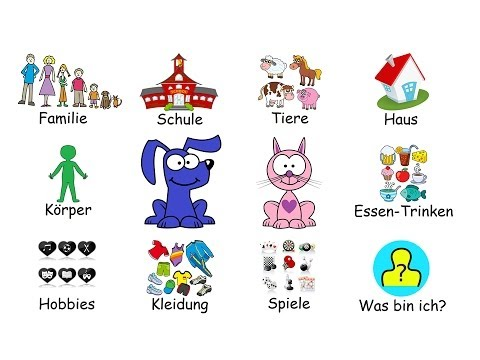 Familie
Schule
Tiere
Haus
Körper
Essen-Trinken
Hobbies
Kleidung
Spiele
Was bin ich?
?